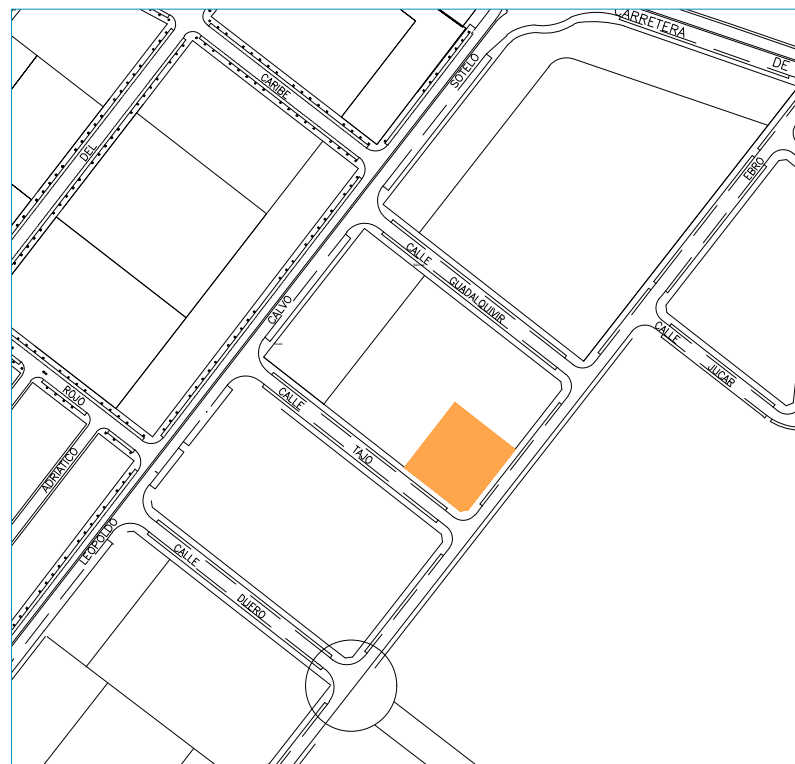 CARRETERA
DE
SOTELO
CARIBE
DEL
EBRO
CALLE
GUADALQUIVIR
CALVO
CALLE
JUCAR
CALLE
TAJO
ROJO
ADRIATICO
LEOPOLDO
CALLE
DUERO